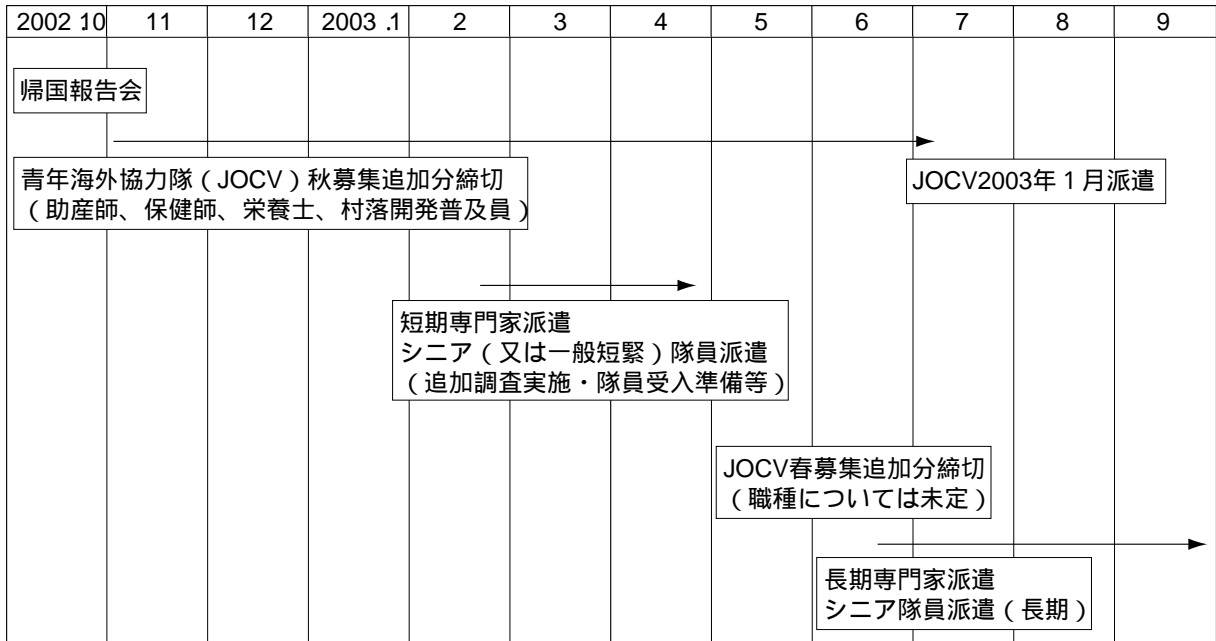 2002 .10 11 12 2003 .1 2 3 4 5 6 7 8 9
帰国報告会
青年海外協力隊（JOCV）秋募集追加分締切
（助産師、保健師、栄養士、村落開発普及員）
JOCV2003年１月派遣
短期専門家派遣
シニア（又は一般短緊）隊員派遣
（追加調査実施・隊員受入準備等）
JOCV春募集追加分締切
（職種については未定）
長期専門家派遣
シニア隊員派遣（長期）